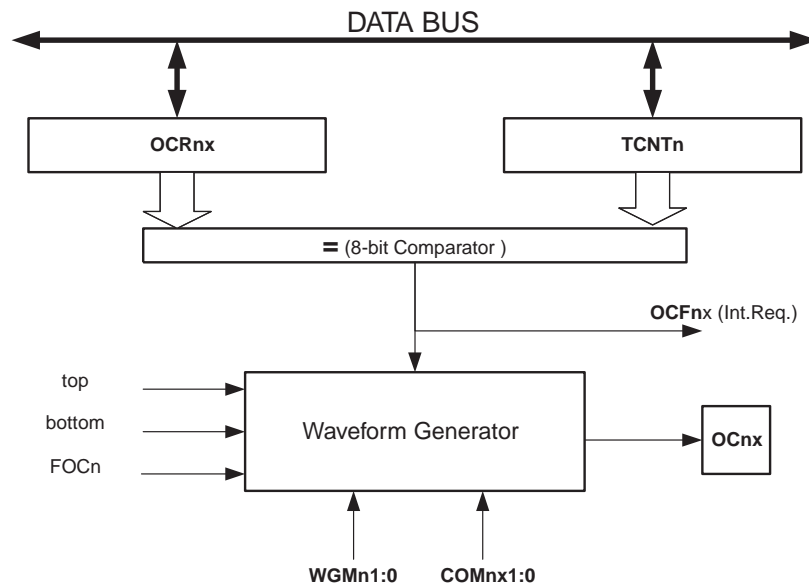 DATA BUS
OCRnx
TCNTn
= (8-bit Comparator )
OCFnx (Int.Req.)
top
bottom
FOCn
Waveform Generator
OCnx
WGMn1:0
COMnx1:0